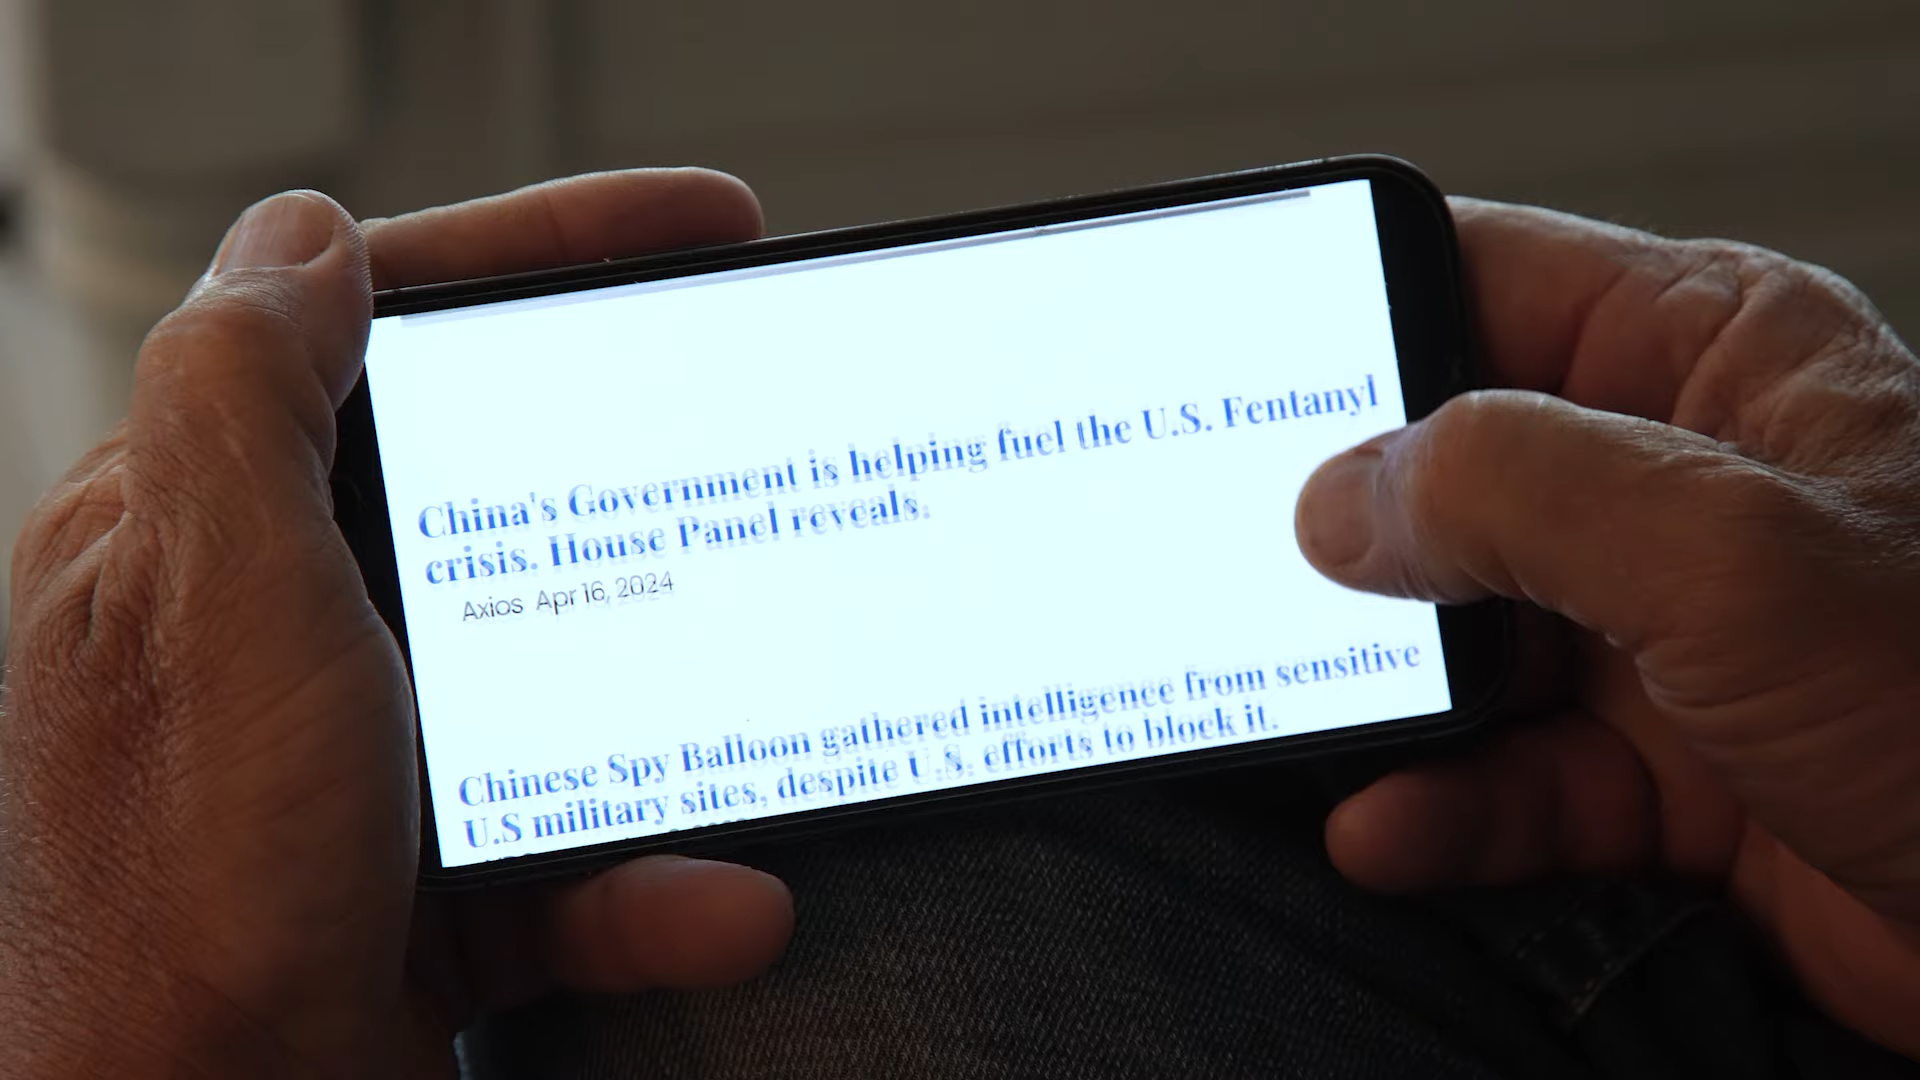 China's Government is helping fuel the U.S. Fentanyl
crisis. House Panel reveals.
Axios Apr 16, 2024
Chinese Spy Balloon gathered intelligence from sensitive
U.S military sites, despite U.S. efforts to block it.